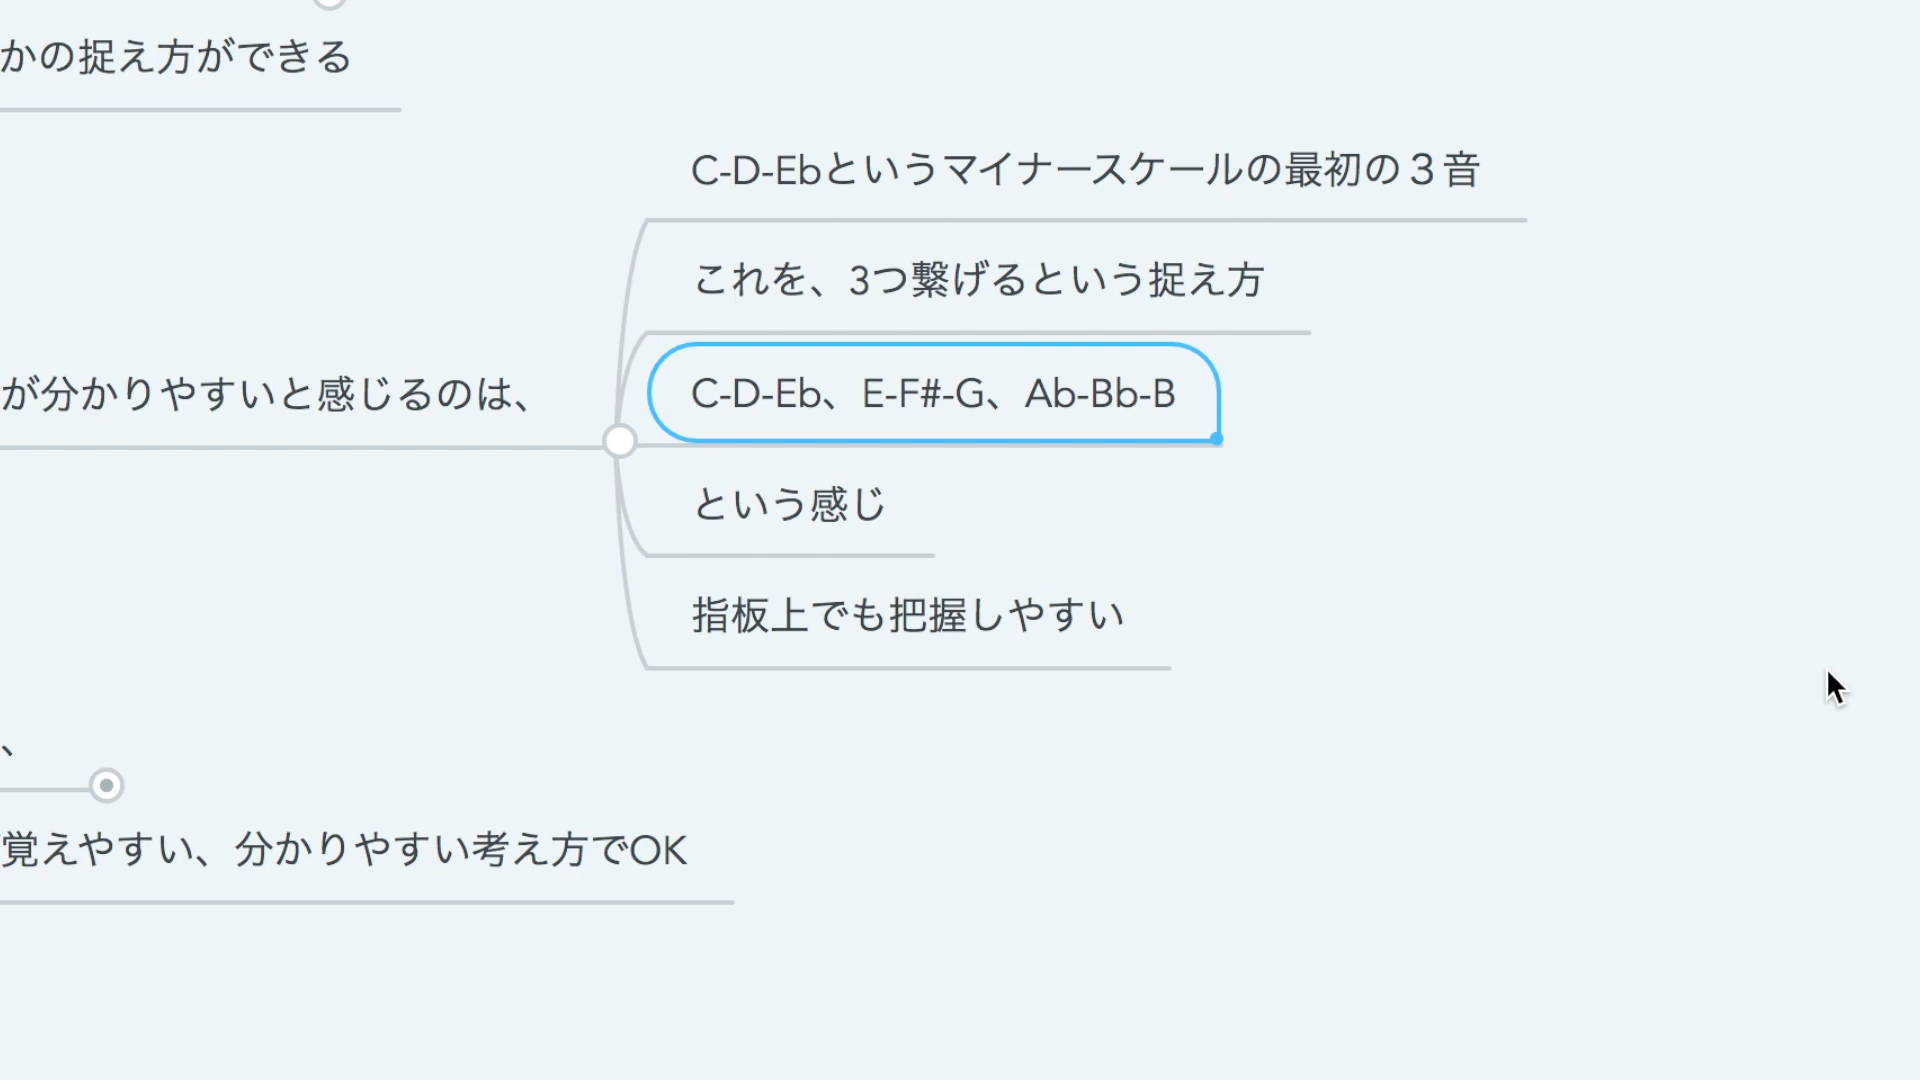 かの捉え方ができる
C-D-Ebというマイナースケールの最初の３音
これを、3つ繋げるという捉え方
が分かりやすいと感じるのは、
C-D-Eb、E-F#-G、Ab-Bb-B
という感じ
指板上でも把握しやすい
、
覚えやすい、分かりやすい考え方でOK